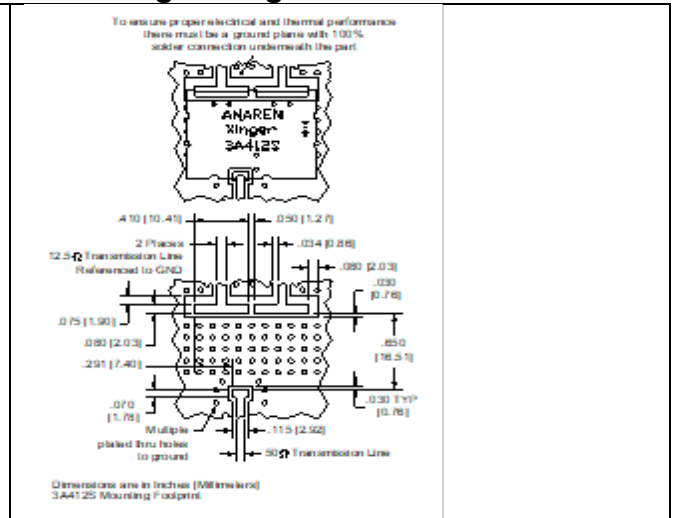 To ensure proper electrical and thermal performance
there must be a ground plane with 100%
solder connection underneath the part
ANAREN
Xinger
3A412S
.410 [10.41]
.050 [1.27]
2 Places
.034 [0.86]
12.5Ω Transmission Line
Referenced to GND
.080 [2.03]
.030
[0.76]
.075 [1.90]
.080 [2.03]
.650
[16.51]
.291 [7.40]
.070
[1.78]
.030 TYP
[0.76]
Multiple
plated thru holes
to ground
.115 [2.92]
50Ω Transmission Line
Dimensions are in Inches [Millimeters]
3A412S Mounting Footprint